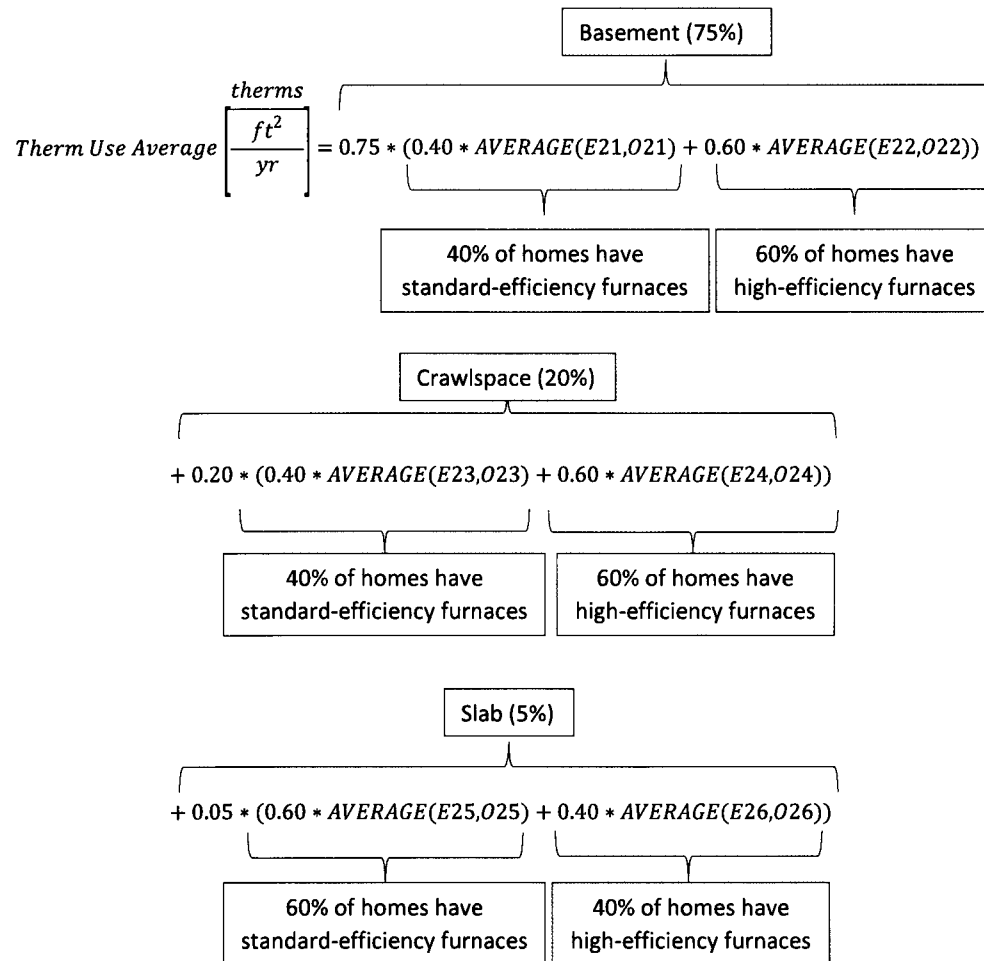 Basement (75%)
Therm Use Average [therms / ft² / yr] = 0.75 * (0.40 * AVERAGE(E21,O21) + 0.60 * AVERAGE(E22,O22))
40% of homes have
standard-efficiency furnaces
60% of homes have
high-efficiency furnaces
Crawlspace (20%)
+ 0.20 * (0.40 * AVERAGE(E23,O23) + 0.60 * AVERAGE(E24,O24))
40% of homes have
standard-efficiency furnaces
60% of homes have
high-efficiency furnaces
Slab (5%)
+ 0.05 * (0.60 * AVERAGE(E25,O25) + 0.40 * AVERAGE(E26,O26))
60% of homes have
standard-efficiency furnaces
40% of homes have
high-efficiency furnaces